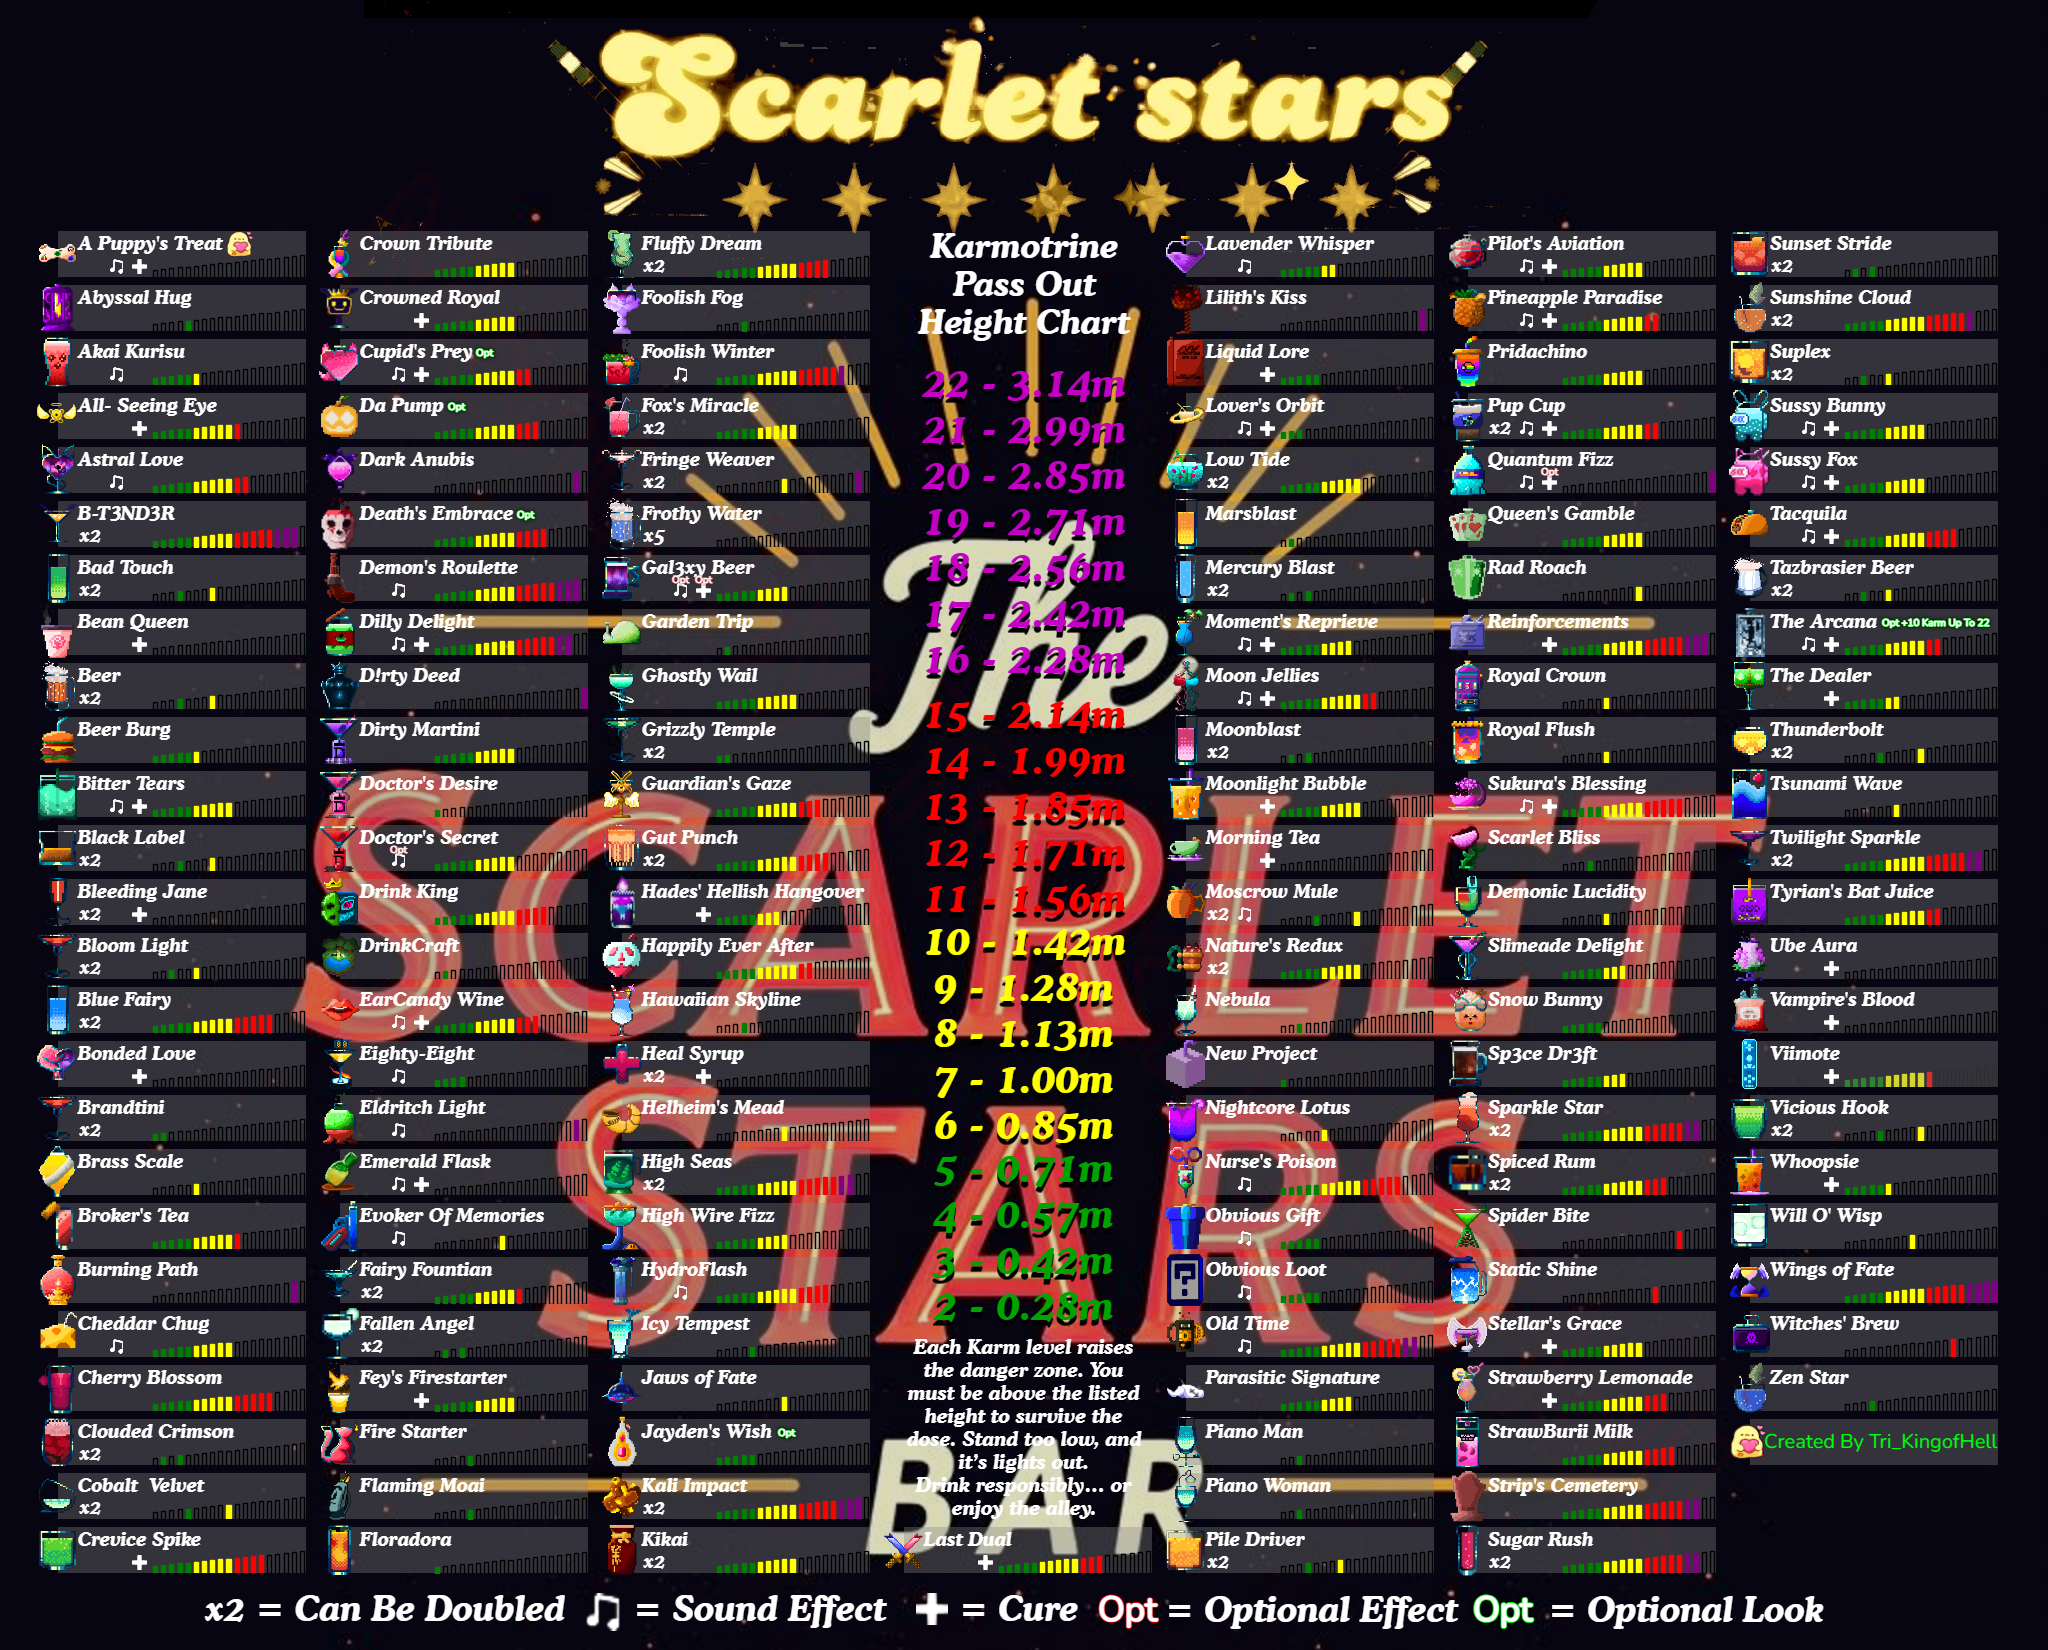 Scarlet stars
A Puppy's Treat
Abyssal Hug
Akai Kurisu
All- Seeing Eye
Astral Love
B-T3ND3R
x2
Bad Touch
x2
Bean Queen
Beer
x2
Beer Burg
Bitter Tears
Black Label
x2
Bleeding Jane
x2
Bloom Light
x2
Blue Fairy
x2
Bonded Love
Brandtini
x2
Brass Scale
Broker's Tea
Burning Path
Cheddar Chug
Cherry Blossom
Clouded Crimson
x2
Cobalt Velvet
x2
Crevice Spike
Crown Tribute
Crowned Royal
Cupid's Prey Opt
Da Pump Opt
Dark Anubis
Death's Embrace Opt
Demon's Roulette
Dilly Delight
D!rty Deed
Dirty Martini
Doctor's Desire
Doctor's Secret
Opt
Drink King
DrinkCraft
EarCandy Wine
Eighty-Eight
Eldritch Light
Emerald Flask
Evoker Of Memories
Fairy Fountian
x2
Fallen Angel
x2
Fey's Firestarter
Fire Starter
Flaming Moai
Floradora
Fluffy Dream
x2
Foolish Fog
Foolish Winter
Fox's Miracle
x2
Fringe Weaver
x2
Frothy Water
x5
Gal3xy Beer
Opt Opt
Garden Trip
Ghostly Wail
Grizzly Temple
x2
Guardian's Gaze
Gut Punch
x2
Hades' Hellish Hangover
Happily Ever After
Hawaiian Skyline
Heal Syrup
x2
Helheim's Mead
High Seas
x2
High Wire Fizz
HydroFlash
Icy Tempest
Jaws of Fate
Jayden's Wish Opt
Kali Impact
x2
Kikai
x2
Karmotrine
Pass Out
Height Chart
22 - 3.14m
21 - 2.99m
20 - 2.85m
19 - 2.71m
18 - 2.56m
17 - 2.42m
16 - 2.28m
15 - 2.14m
14 - 1.99m
13 - 1.85m
12 - 1.71m
11 - 1.56m
10 - 1.42m
9 - 1.28m
8 - 1.13m
7 - 1.00m
6 - 0.85m
5 - 0.71m
4 - 0.57m
3 - 0.42m
2 - 0.28m
Each Karm level raises
the danger zone. You
must be above the listed
height to survive the
dose. Stand too low, and
it's lights out.
Drink responsibly... or
enjoy the alley.
Last Dual
The
SCARLET
STARS
BAR
Lavender Whisper
Lilith's Kiss
Liquid Lore
Lover's Orbit
Low Tide
x2
Marsblast
Mercury Blast
x2
Moment's Reprieve
Moon Jellies
Moonblast
x2
Moonlight Bubble
Morning Tea
Moscrow Mule
x2
Nature's Redux
x2
Nebula
New Project
Nightcore Lotus
Nurse's Poison
Obvious Gift
Obvious Loot
Old Time
Parasitic Signature
Piano Man
Piano Woman
Pile Driver
x2
Pilot's Aviation
Pineapple Paradise
Pridachino
Pup Cup
x2
Quantum Fizz
Opt
Queen's Gamble
Rad Roach
Reinforcements
Royal Crown
Royal Flush
Sukura's Blessing
Scarlet Bliss
Demonic Lucidity
Slimeade Delight
Snow Bunny
Sp3ce Dr3ft
Sparkle Star
x2
Spiced Rum
x2
Spider Bite
Static Shine
Stellar's Grace
Strawberry Lemonade
StrawBurii Milk
Strip's Cemetery
Sugar Rush
x2
Sunset Stride
x2
Sunshine Cloud
x2
Suplex
x2
Sussy Bunny
Sussy Fox
Tacquila
Tazbrasier Beer
x2
The Arcana Opt +10 Karm Up To 22
The Dealer
Thunderbolt
x2
Tsunami Wave
Twilight Sparkle
x2
Tyrian's Bat Juice
Ube Aura
Vampire's Blood
Viimote
Vicious Hook
x2
Whoopsie
Will O' Wisp
Wings of Fate
Witches' Brew
Zen Star
Created By Tri_KingofHell
x2 = Can Be Doubled ♫ = Sound Effect ✚ = Cure Opt = Optional Effect Opt = Optional Look